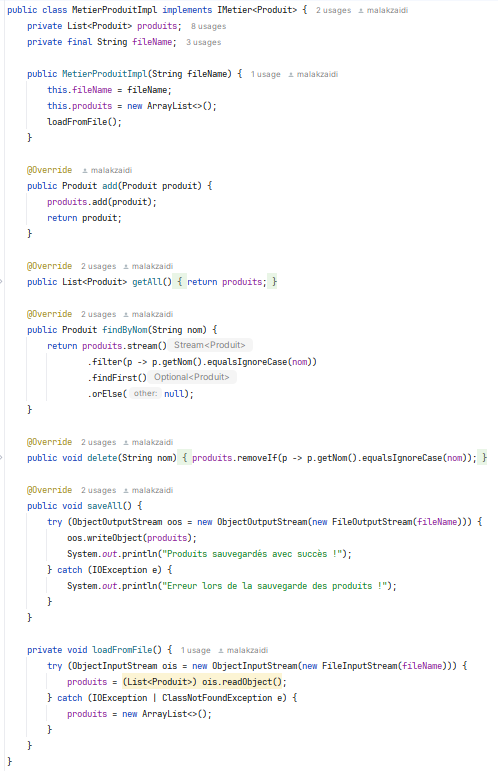 public class MetierProduitImpl implements IMetier<Produit> { 2 usages malakzaidi
private List<Produit> produits; 8 usages
private final String fileName; 3 usages
public MetierProduitImpl(String fileName) { 1 usage malakzaidi
this.fileName = fileName;
this.produits = new ArrayList<>();
loadFromFile();
}
@Override malakzaidi
public Produit add(Produit produit) {
produits.add(produit);
return produit;
}
@Override 2 usages malakzaidi
public List<Produit> getAll() { return produits; }
@Override 2 usages malakzaidi
public Produit findByNom(String nom) {
return produits.stream() Stream<Produit>
.filter(p -> p.getNom().equalsIgnoreCase(nom))
.findFirst() Optional<Produit>
.orElse( other: null);
}
@Override 2 usages malakzaidi
public void delete(String nom) { produits.removeIf(p -> p.getNom().equalsIgnoreCase(nom)); }
@Override 2 usages malakzaidi
public void saveAll() {
try (ObjectOutputStream oos = new ObjectOutputStream(new FileOutputStream(fileName))) {
oos.writeObject(produits);
System.out.println("Produits sauvegardés avec succès !");
} catch (IOException e) {
System.out.println("Erreur lors de la sauvegarde des produits !");
}
}
private void loadFromFile() { 1 usage malakzaidi
try (ObjectInputStream ois = new ObjectInputStream(new FileInputStream(fileName))) {
produits = (List<Produit>) ois.readObject();
} catch (IOException | ClassNotFoundException e) {
produits = new ArrayList<>();
}
}
}